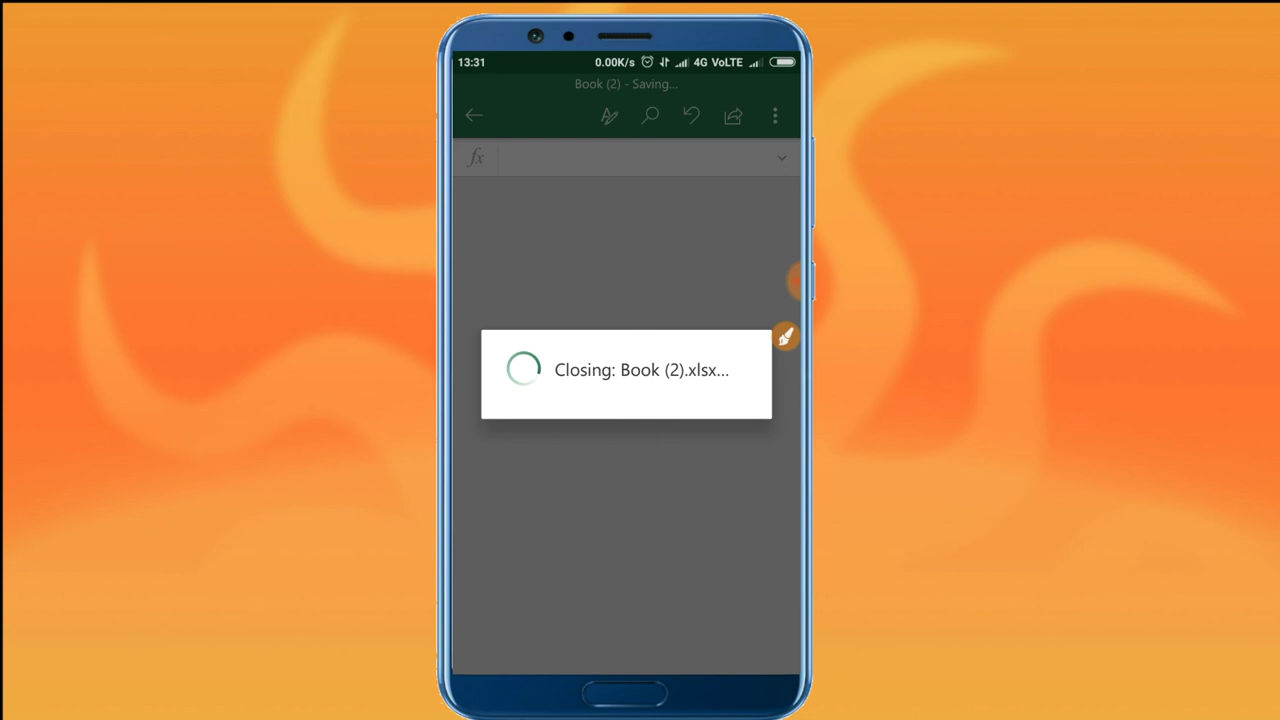 13:31 0.00K/s 4G VoLTE
Book (2) - Saving...
fx
Closing: Book (2).xlsx...